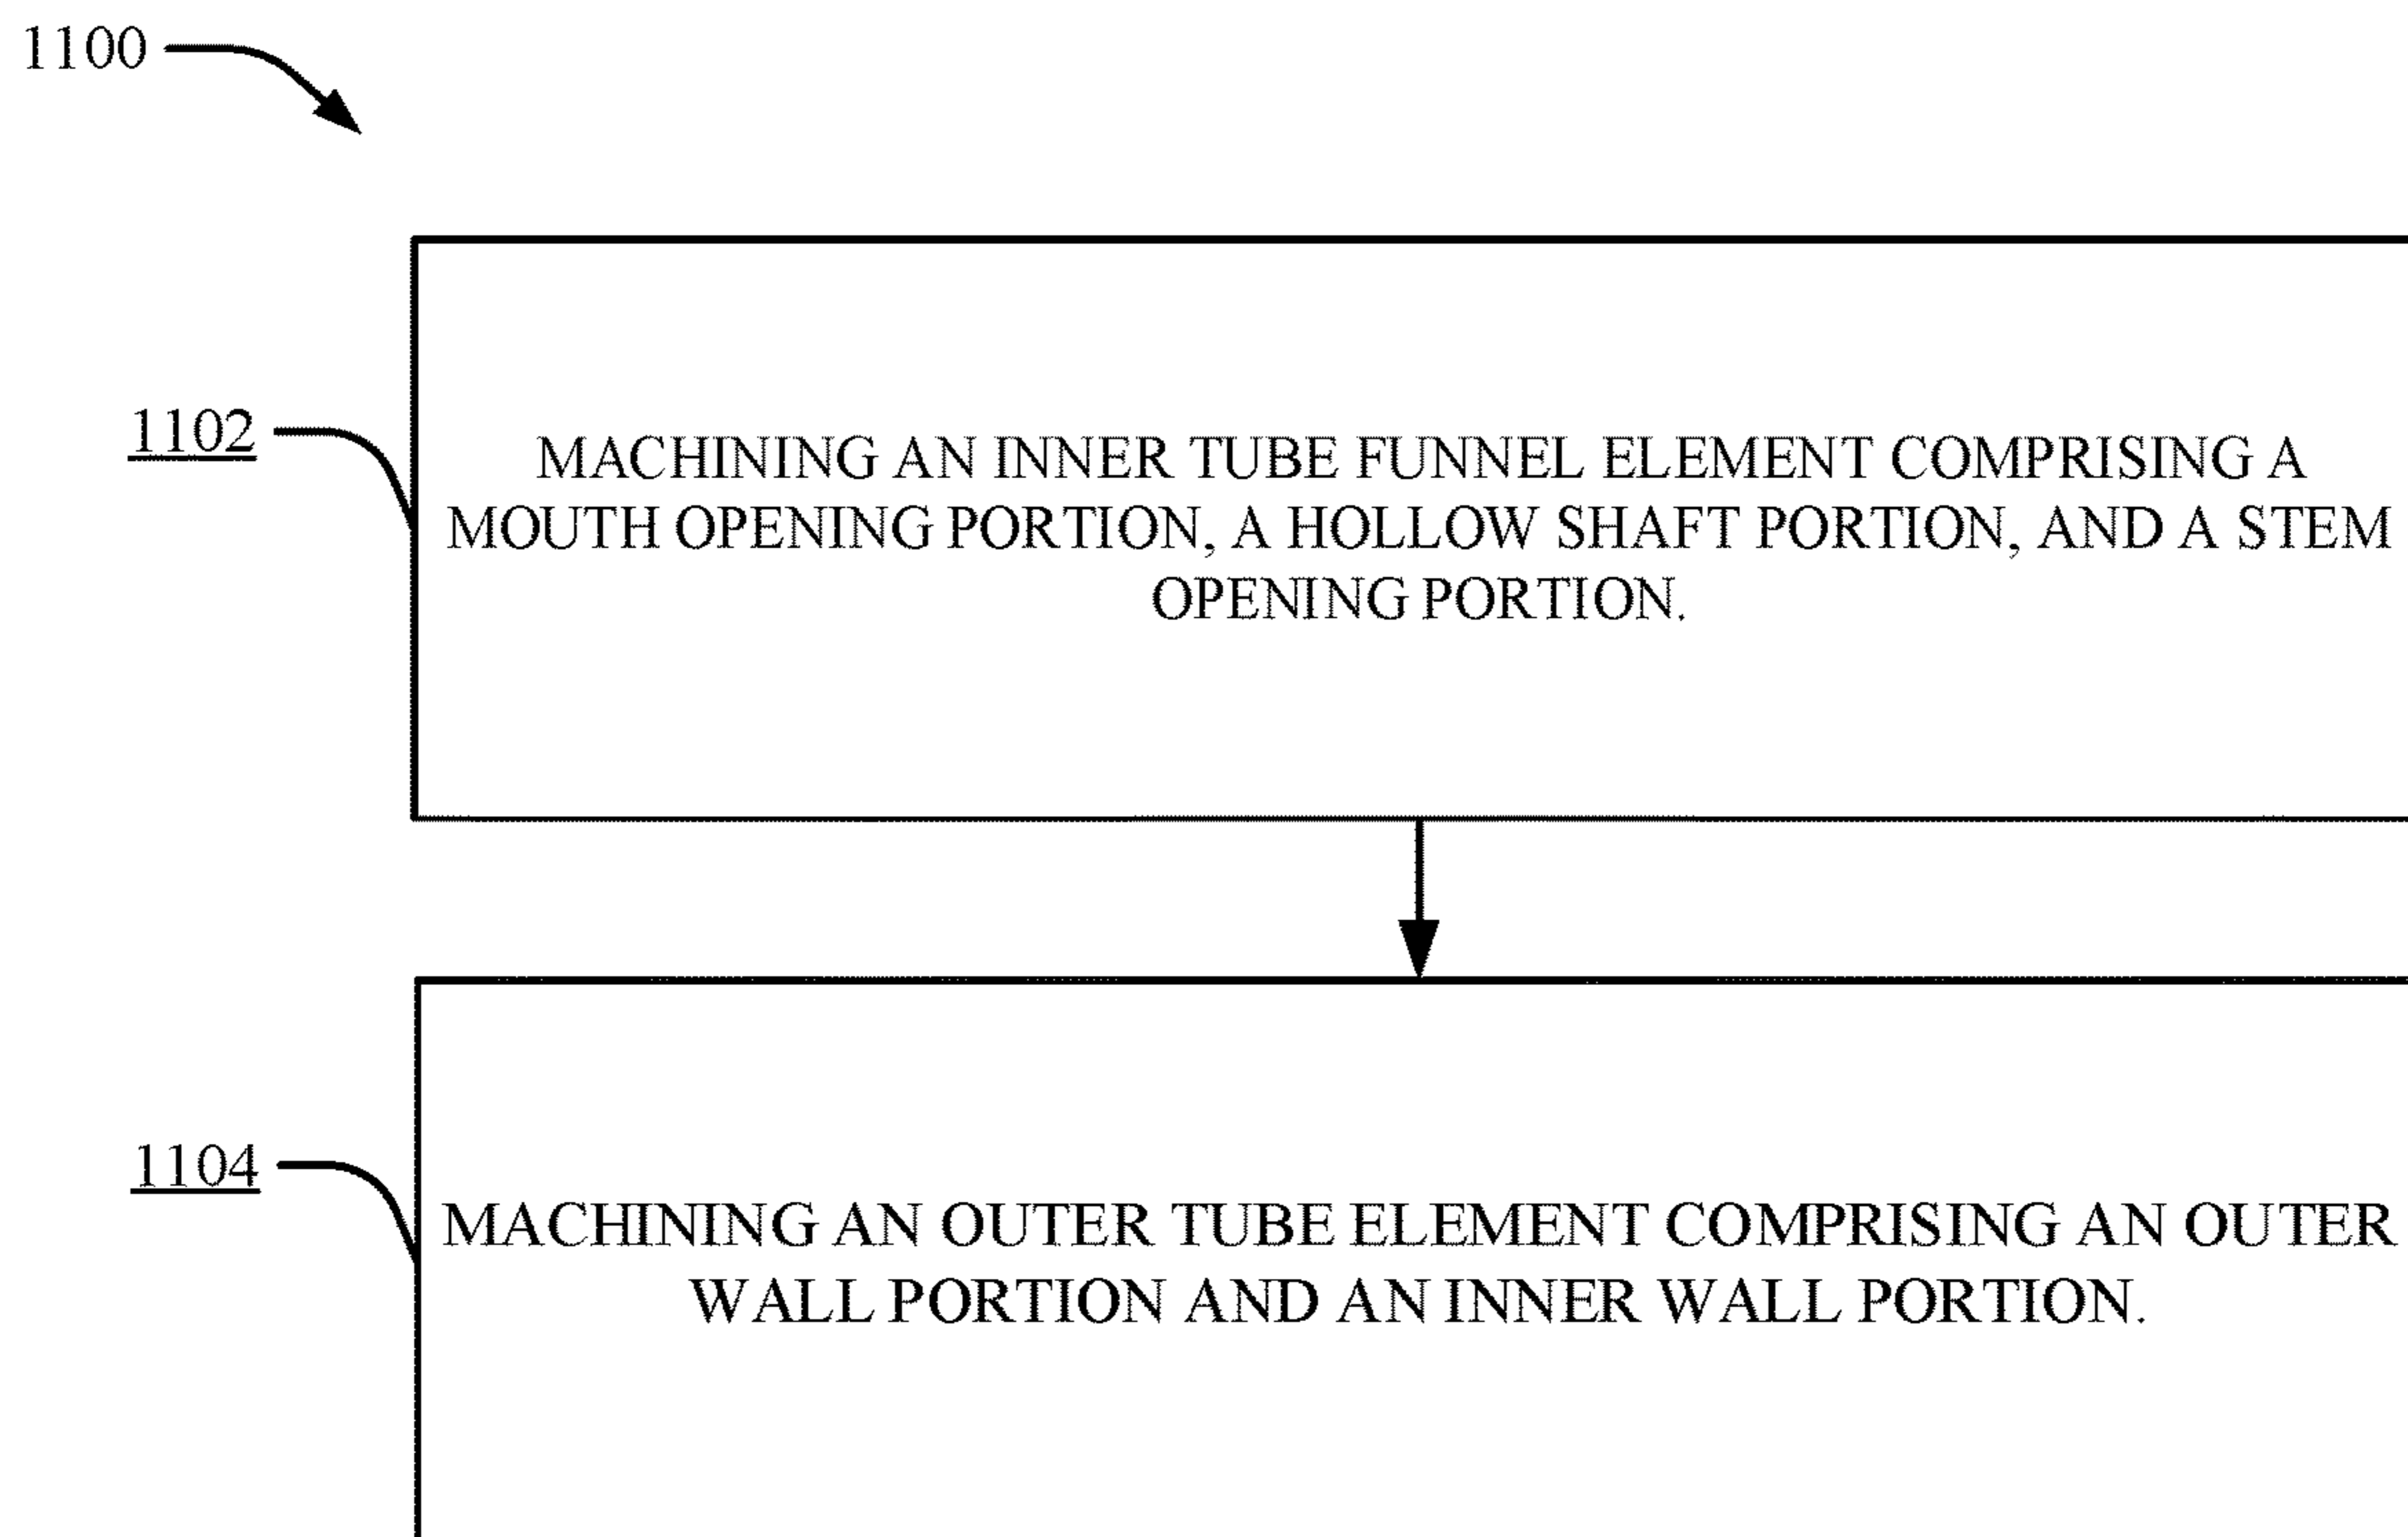 1100
1102
MACHINING AN INNER TUBE FUNNEL ELEMENT COMPRISING A
MOUTH OPENING PORTION, A HOLLOW SHAFT PORTION, AND A STEM
OPENING PORTION.
1104
MACHINING AN OUTER TUBE ELEMENT COMPRISING AN OUTER
WALL PORTION AND AN INNER WALL PORTION.